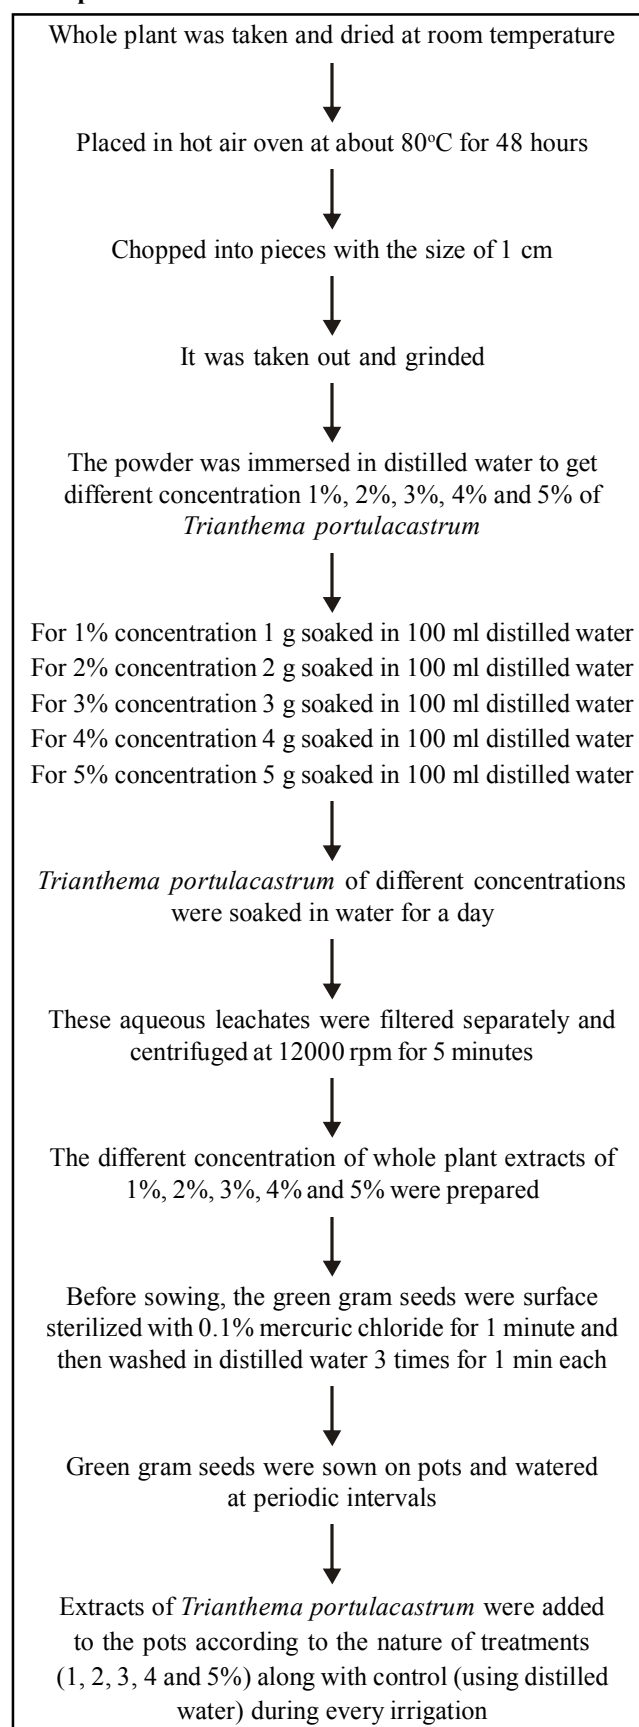 Whole plant was taken and dried at room temperature
Placed in hot air oven at about 80°C for 48 hours
Chopped into pieces with the size of 1 cm
It was taken out and grinded
The powder was immersed in distilled water to get
different concentration 1%, 2%, 3%, 4% and 5% of
Trianthema portulacastrum
For 1% concentration 1 g soaked in 100 ml distilled water
For 2% concentration 2 g soaked in 100 ml distilled water
For 3% concentration 3 g soaked in 100 ml distilled water
For 4% concentration 4 g soaked in 100 ml distilled water
For 5% concentration 5 g soaked in 100 ml distilled water
Trianthema portulacastrum of different concentrations
were soaked in water for a day
These aqueous leachates were filtered separately and
centrifuged at 12000 rpm for 5 minutes
The different concentration of whole plant extracts of
1%, 2%, 3%, 4% and 5% were prepared
Before sowing, the green gram seeds were surface
sterilized with 0.1% mercuric chloride for 1 minute and
then washed in distilled water 3 times for 1 min each
Green gram seeds were sown on pots and watered
at periodic intervals
Extracts of Trianthema portulacastrum were added
to the pots according to the nature of treatments
(1, 2, 3, 4 and 5%) along with control (using distilled
water) during every irrigation